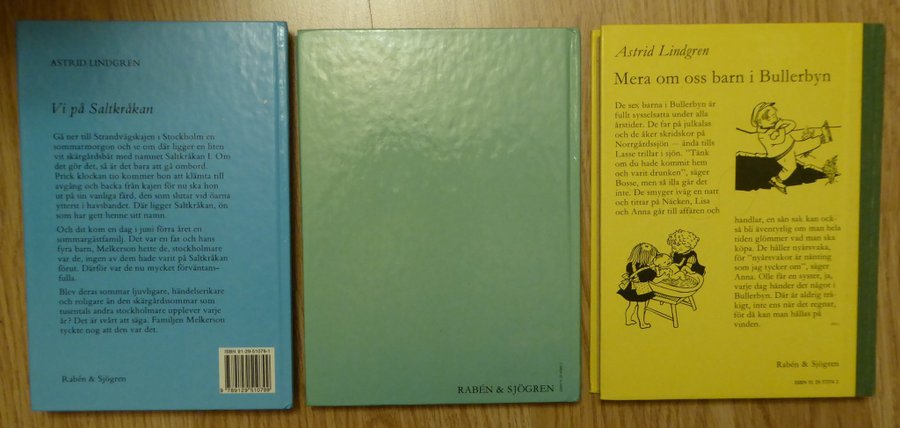 ASTRID LINDGREN
Vi på Saltkråkan
Gå ner till Strandvägskajen i Stockholm en
sommarmorgon och se om där ligger en liten
vit skärgårdsbåt med namnet Saltkråkan I. Om
det gör det, så är det bara att gå ombord.
Prick klockan tio kommer hon att klämta till
avgång och backa från kajen för nu ska hon
ut på sin vanliga färd, den som slutar vid öarna
ytterst i havsbandet. Där ligger Saltkråkan, ön
som har gett henne sitt namn.
Och dit kom en dag i juni förra året en
sommargästfamilj. Det var en far och hans
fyra barn, Melkerson hette de, stockholmare
var de, ingen av dem hade varit på Saltkråkan
förut. Därför var de nu mycket förväntans-
fulla.
Blev deras sommar ljuvligare, händelserikare
och roligare än den skärgårdssommar som
tusentals andra stockholmare upplever varje
år? Det är svårt att säga. Familjen Melkerson
tyckte nog att den var det.
ISBN 91-29-51078-1
9 789129 510789
Rabén & Sjögren
RABÉN & SJÖGREN
Astrid Lindgren
Mera om oss barn i Bullerbyn
De sex barna i Bullerbyn är
fullt sysselsatta under alla
årstider. De far på julkalas
och de åker skridskor på
Norrgårdssjön — ända tills
Lasse trillar i sjön. "Tänk
om du hade kommit hem
och varit drunken", säger
Bosse, men så illa går det
inte. De smyger iväg en natt
och tittar på Näcken, Lisa
och Anna går till affären och
handlar, en sån sak kan ock-
så bli äventyrlig om man hela
tiden glömmer vad man ska
köpa. De håller nyårsvaka,
för "nyårsvakor är nånting
som jag tycker om", säger
Anna. Olle får en syster, ja,
varje dag händer det något i
Bullerbyn. Där är aldrig trå-
kigt, inte ens när det regnar,
för då kan man hållas på
vinden.
Rabén & Sjögren